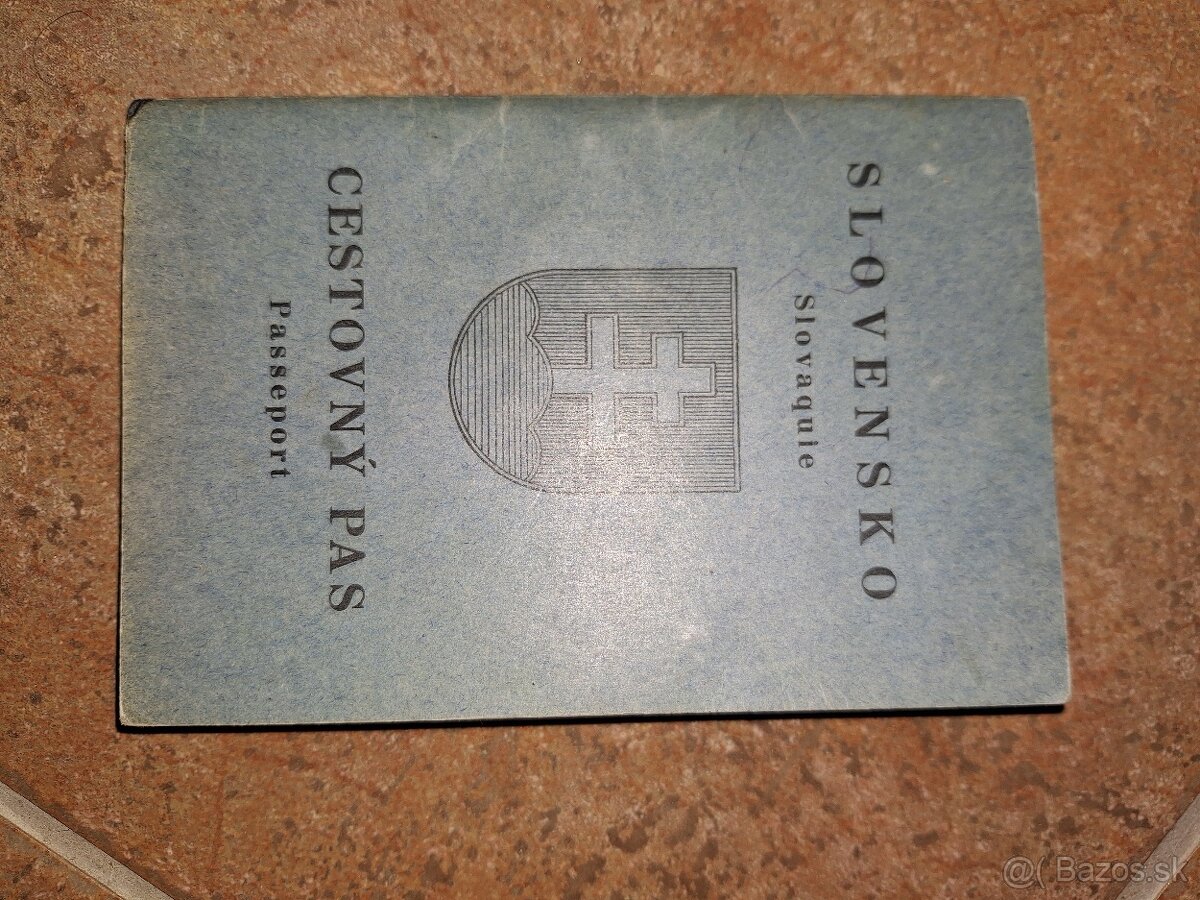 SLOVENSKO
Slovaquie
CESTOVNÝ PAS
Passeport
@( Bazos.sk